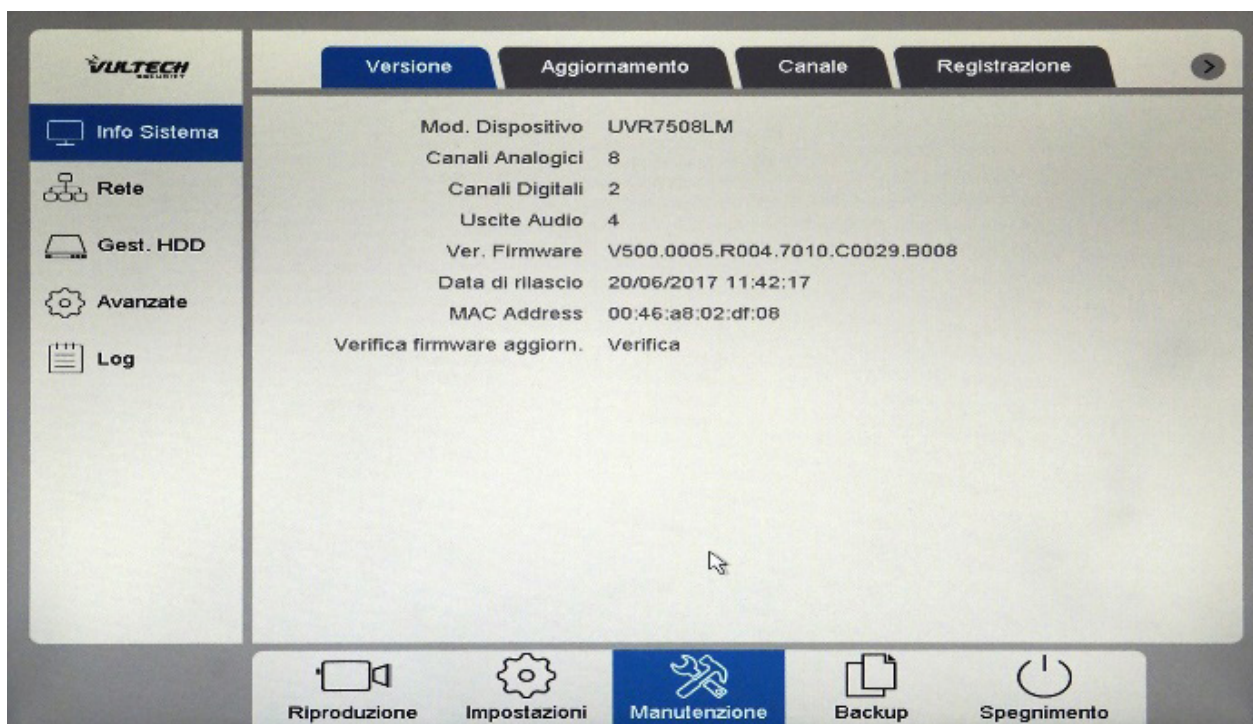 VULTECH
SECURITY
Versione Aggiornamento Canale Registrazione >
Info Sistema
Rete
Gest. HDD
Avanzate
Log
Mod. Dispositivo UVR7508LM
Canali Analogici 8
Canali Digitali 2
Uscite Audio 4
Ver. Firmware V500.0005.R004.7010.C0029.B008
Data di rilascio 20/06/2017 11:42:17
MAC Address 00:46:a8:02:df:08
Verifica firmware aggiorn. Verifica
Riproduzione Impostazioni Manutenzione Backup Spegnimento